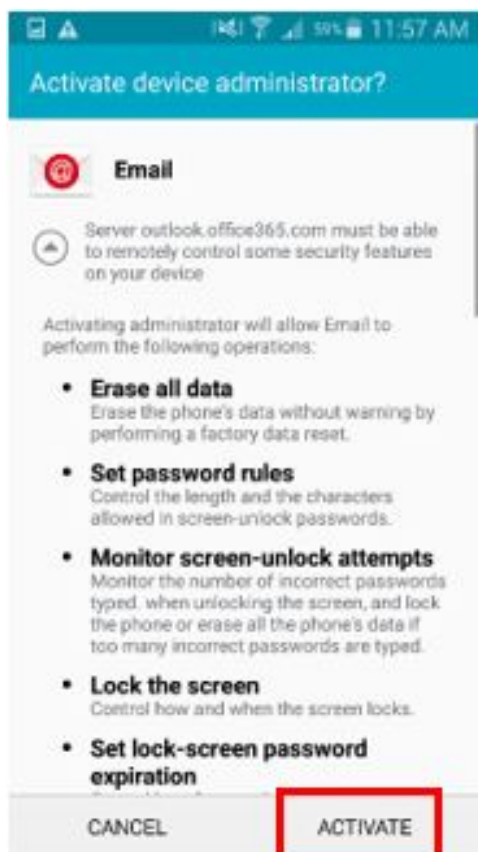 59% 11:57 AM
Activate device administrator?
@ Email
Server outlook.office365.com must be able
to remotely control some security features
on your device
Activating administrator will allow Email to
perform the following operations:
• Erase all data
Erase the phone's data without warning by
performing a factory data reset.
• Set password rules
Control the length and the characters
allowed in screen-unlock passwords.
• Monitor screen-unlock attempts
Monitor the number of incorrect passwords
typed. when unlocking the screen, and lock
the phone or erase all the phone's data if
too many incorrect passwords are typed.
• Lock the screen
Control how and when the screen locks.
• Set lock-screen password
expiration
CANCEL ACTIVATE